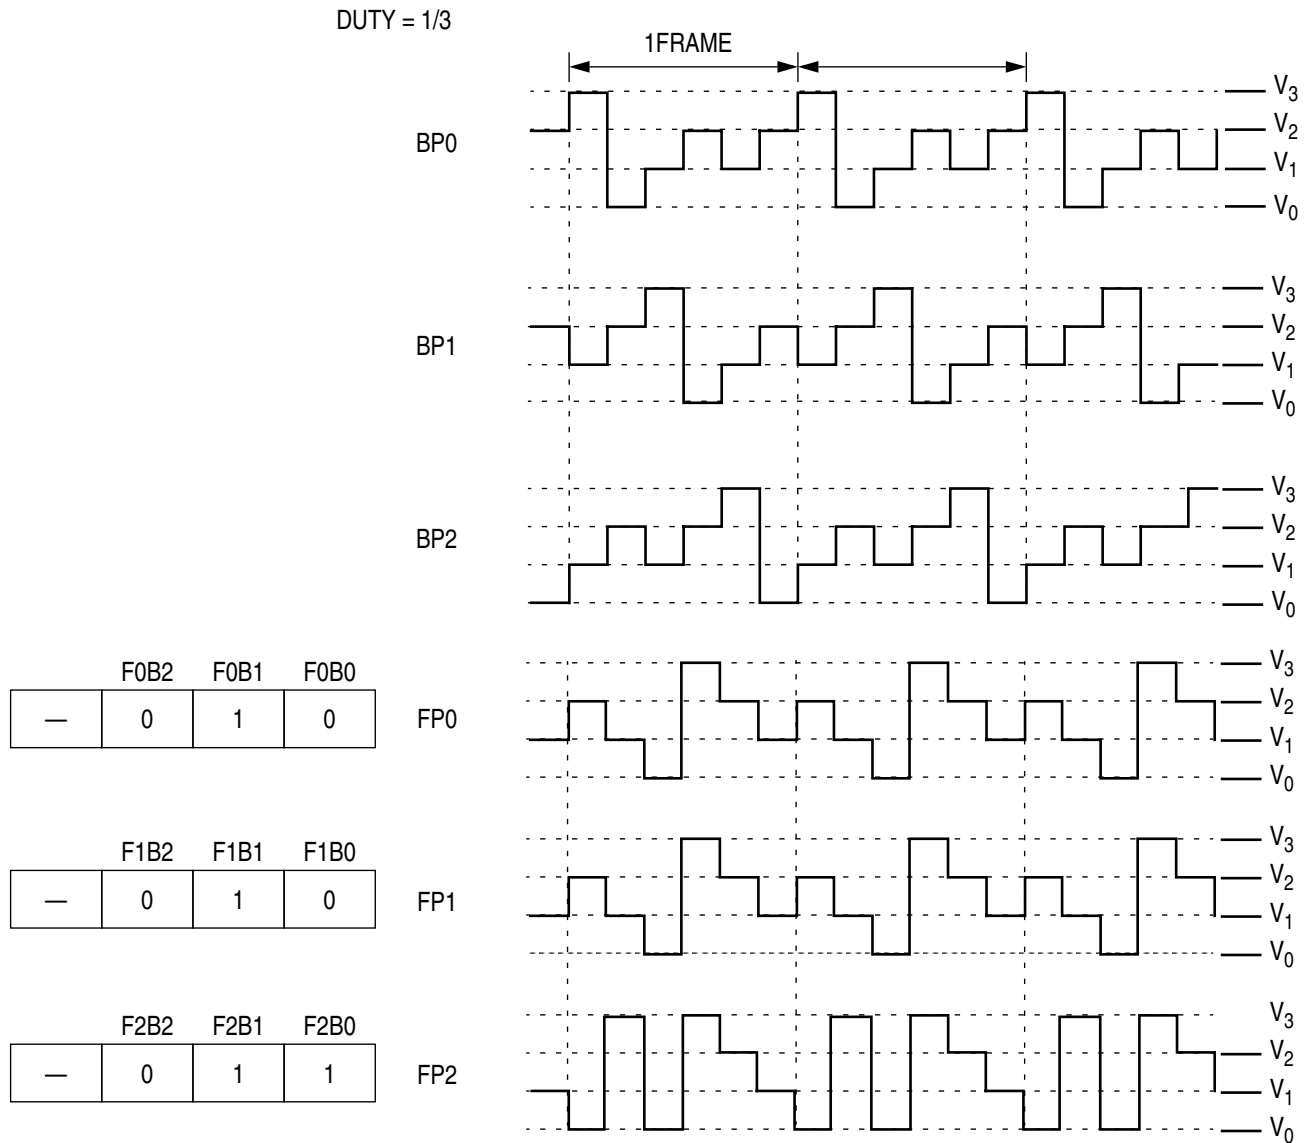 DUTY = 1/3
1FRAME
BP0
V3
V2
V1
V0
BP1
V3
V2
V1
V0
BP2
V3
V2
V1
V0
F0B2 F0B1 F0B0
— 0 1 0
FP0
V3
V2
V1
V0
F1B2 F1B1 F1B0
— 0 1 0
FP1
V3
V2
V1
V0
F2B2 F2B1 F2B0
— 0 1 1
FP2
V3
V2
V1
V0